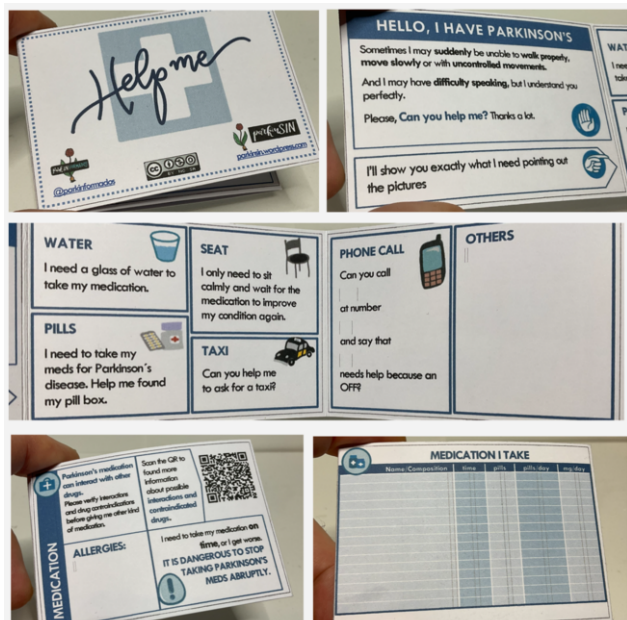 Help me
parkinSIN
@parkinformadas
parkinsin.wordpress.com
HELLO, I HAVE PARKINSON'S
Sometimes I may suddenly be unable to walk properly,
move slowly or with uncontrolled movements.
And I may have difficulty speaking, but I understand you
perfectly.
Please, Can you help me? Thanks a lot.
I'll show you exactly what I need pointing out
the pictures
WATER
I need a glass of water to
take my medication.
PILLS
I need to take my
meds for Parkinson´s
disease. Help me found
my pill box.
SEAT
I only need to sit
calmly and wait for the
medication to improve
my condition again.
TAXI
Can you help me
to ask for a taxi?
PHONE CALL
Can you call
at number
and say that
needs help because an
OFF?
OTHERS
MEDICATION
Parkinson's medication
can interact with other
drugs.
Please verify interactions
and drug contraindications
before giving me other kind
of medication.
Scan the QR to
found more
information
about possible
interactions and
contraindicated
drugs.
ALLERGIES:
I need to take my medication on
time, or I get worse.
IT IS DANGEROUS TO STOP
TAKING PARKINSON'S
MEDS ABRUPTLY.
MEDICATION I TAKE
Name/Composition time pills pills/day mg/day